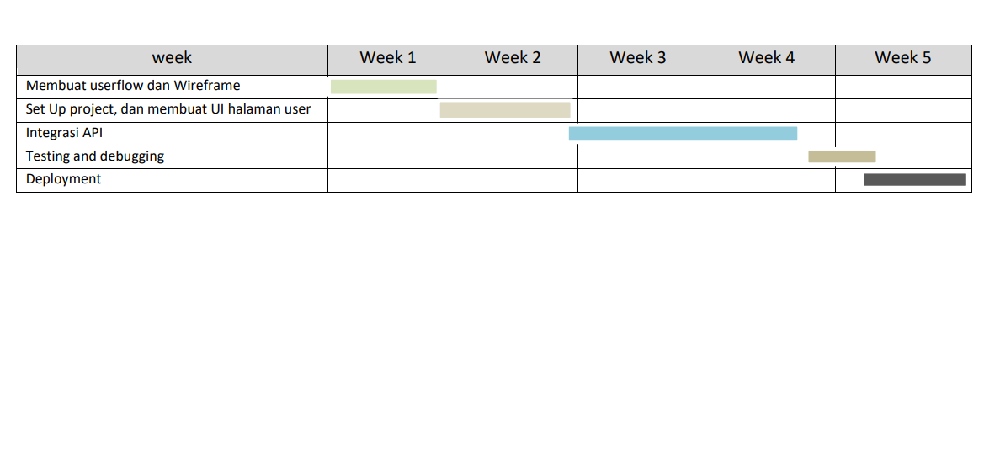 week Week 1 Week 2 Week 3 Week 4 Week 5
Membuat userflow dan Wireframe
Set Up project, dan membuat UI halaman user
Integrasi API
Testing and debugging
Deployment